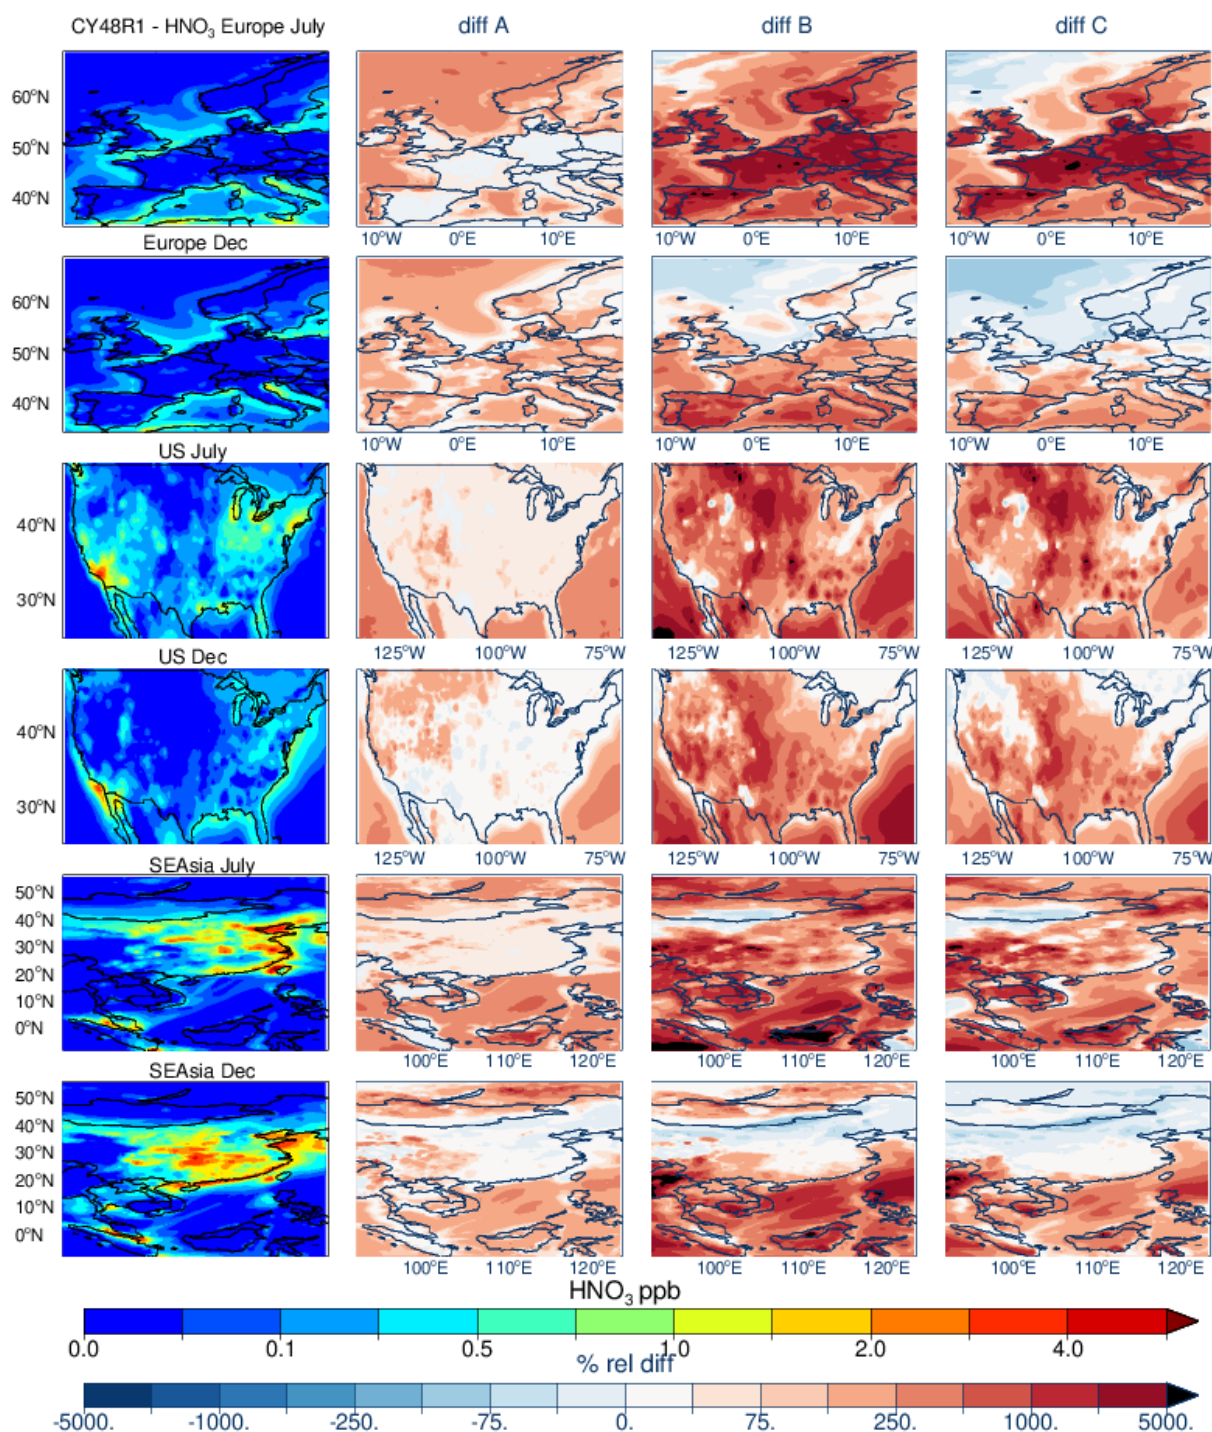 CY48R1 - HNO₃ Europe July diff A diff B diff C
60°N
50°N
40°N
10°W 0°E 10°E 10°W 0°E 10°E 10°W 0°E 10°E
Europe Dec
60°N
50°N
40°N
10°W 0°E 10°E 10°W 0°E 10°E 10°W 0°E 10°E
US July
40°N
30°N
125°W 100°W 75°W 125°W 100°W 75°W 125°W 100°W 75°W
US Dec
40°N
30°N
125°W 100°W 75°W 125°W 100°W 75°W 125°W 100°W 75°W
SEAsia July
50°N
40°N
30°N
20°N
10°N
0°N
100°E 110°E 120°E 100°E 110°E 120°E 100°E 110°E 120°E
SEAsia Dec
50°N
40°N
30°N
20°N
10°N
0°N
100°E 110°E 120°E 100°E 110°E 120°E 100°E 110°E 120°E
HNO₃ ppb
0.0 0.1 0.5 1.0 2.0 4.0
% rel diff
-5000. -1000. -250. -75. 0. 75. 250. 1000. 5000.